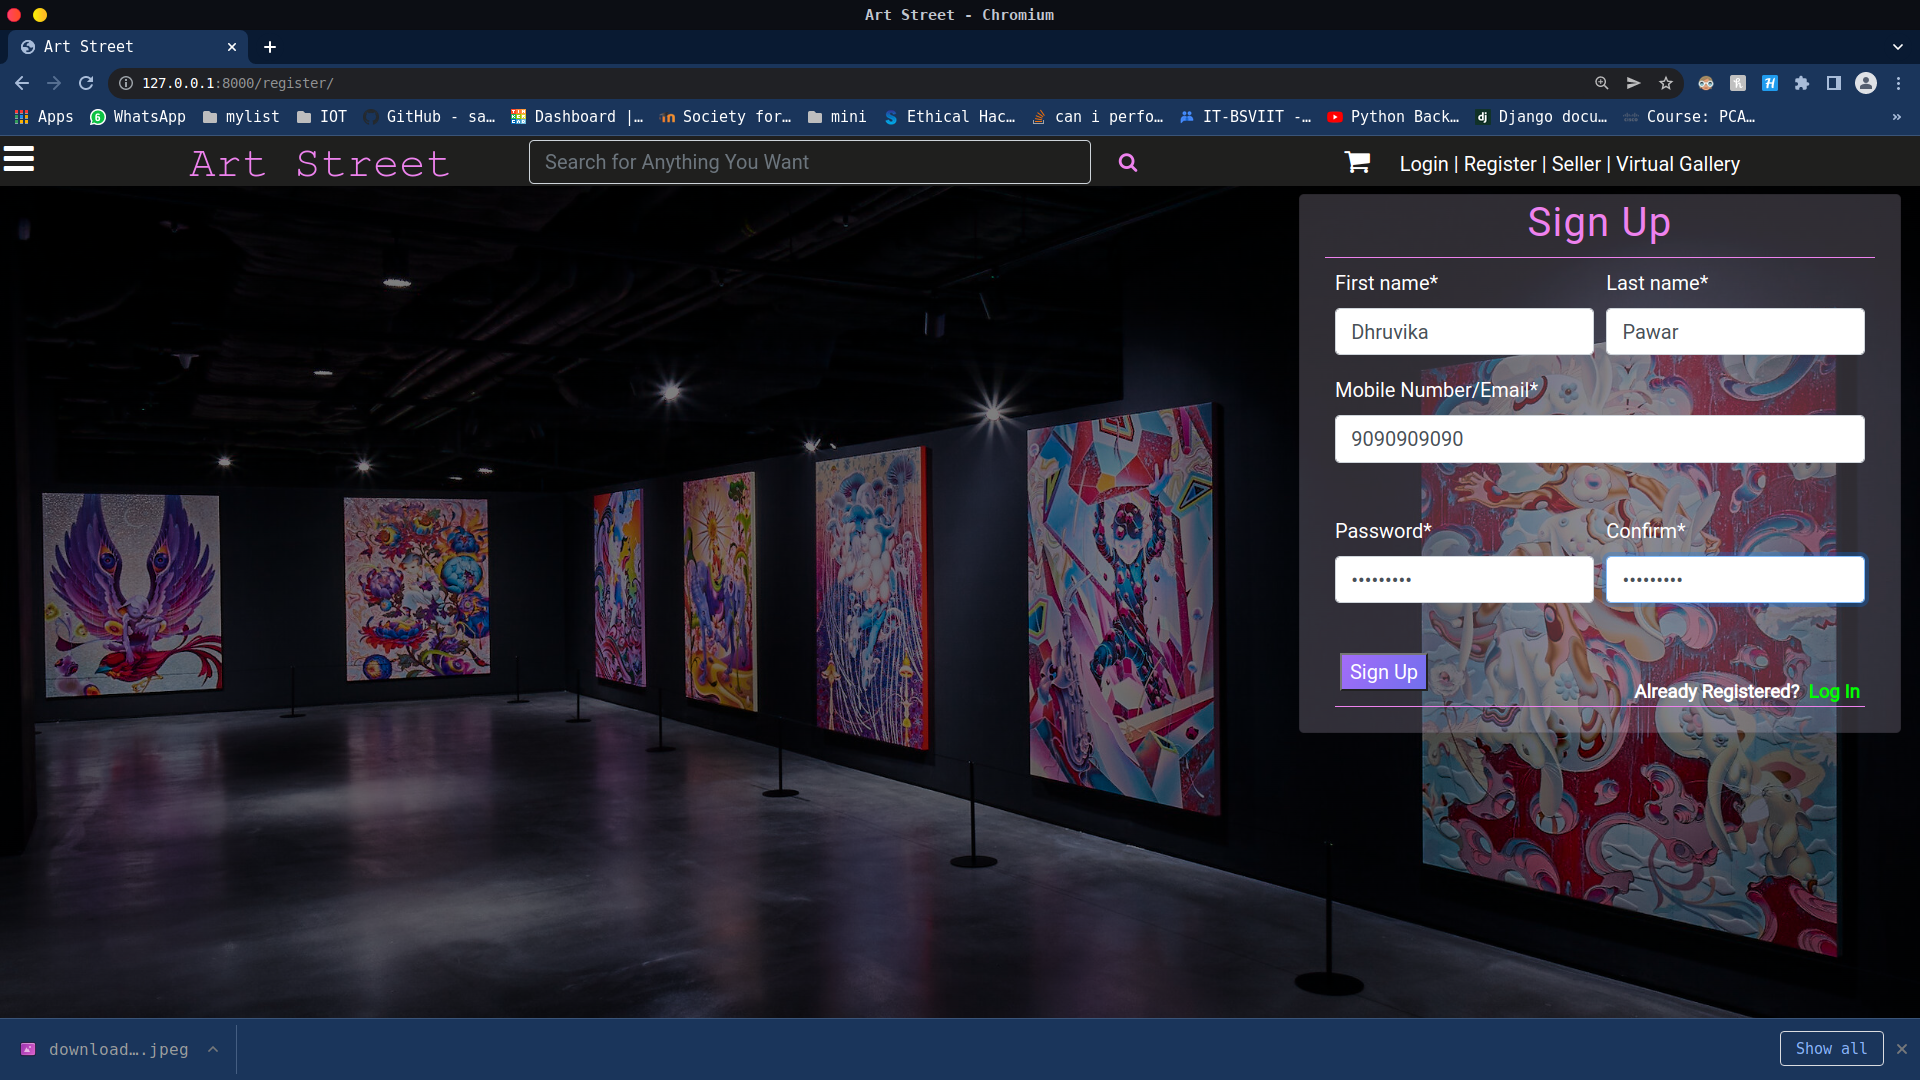 Art Street - Chromium
Art Street
127.0.0.1:8000/register/
Apps WhatsApp mylist IOT GitHub - sa… Dashboard |… Society for… mini Ethical Hac… can i perfo… IT-BSVIIT -… Python Back… Django docu… Course: PCA… »
Art Street Search for Anything You Want Login | Register | Seller | Virtual Gallery
Sign Up
First name* Last name*
Dhruvika Pawar
Mobile Number/Email*
9090909090
Password* Confirm*
••••••••• •••••••••
Sign Up
Already Registered? Log In
download….jpeg Show all